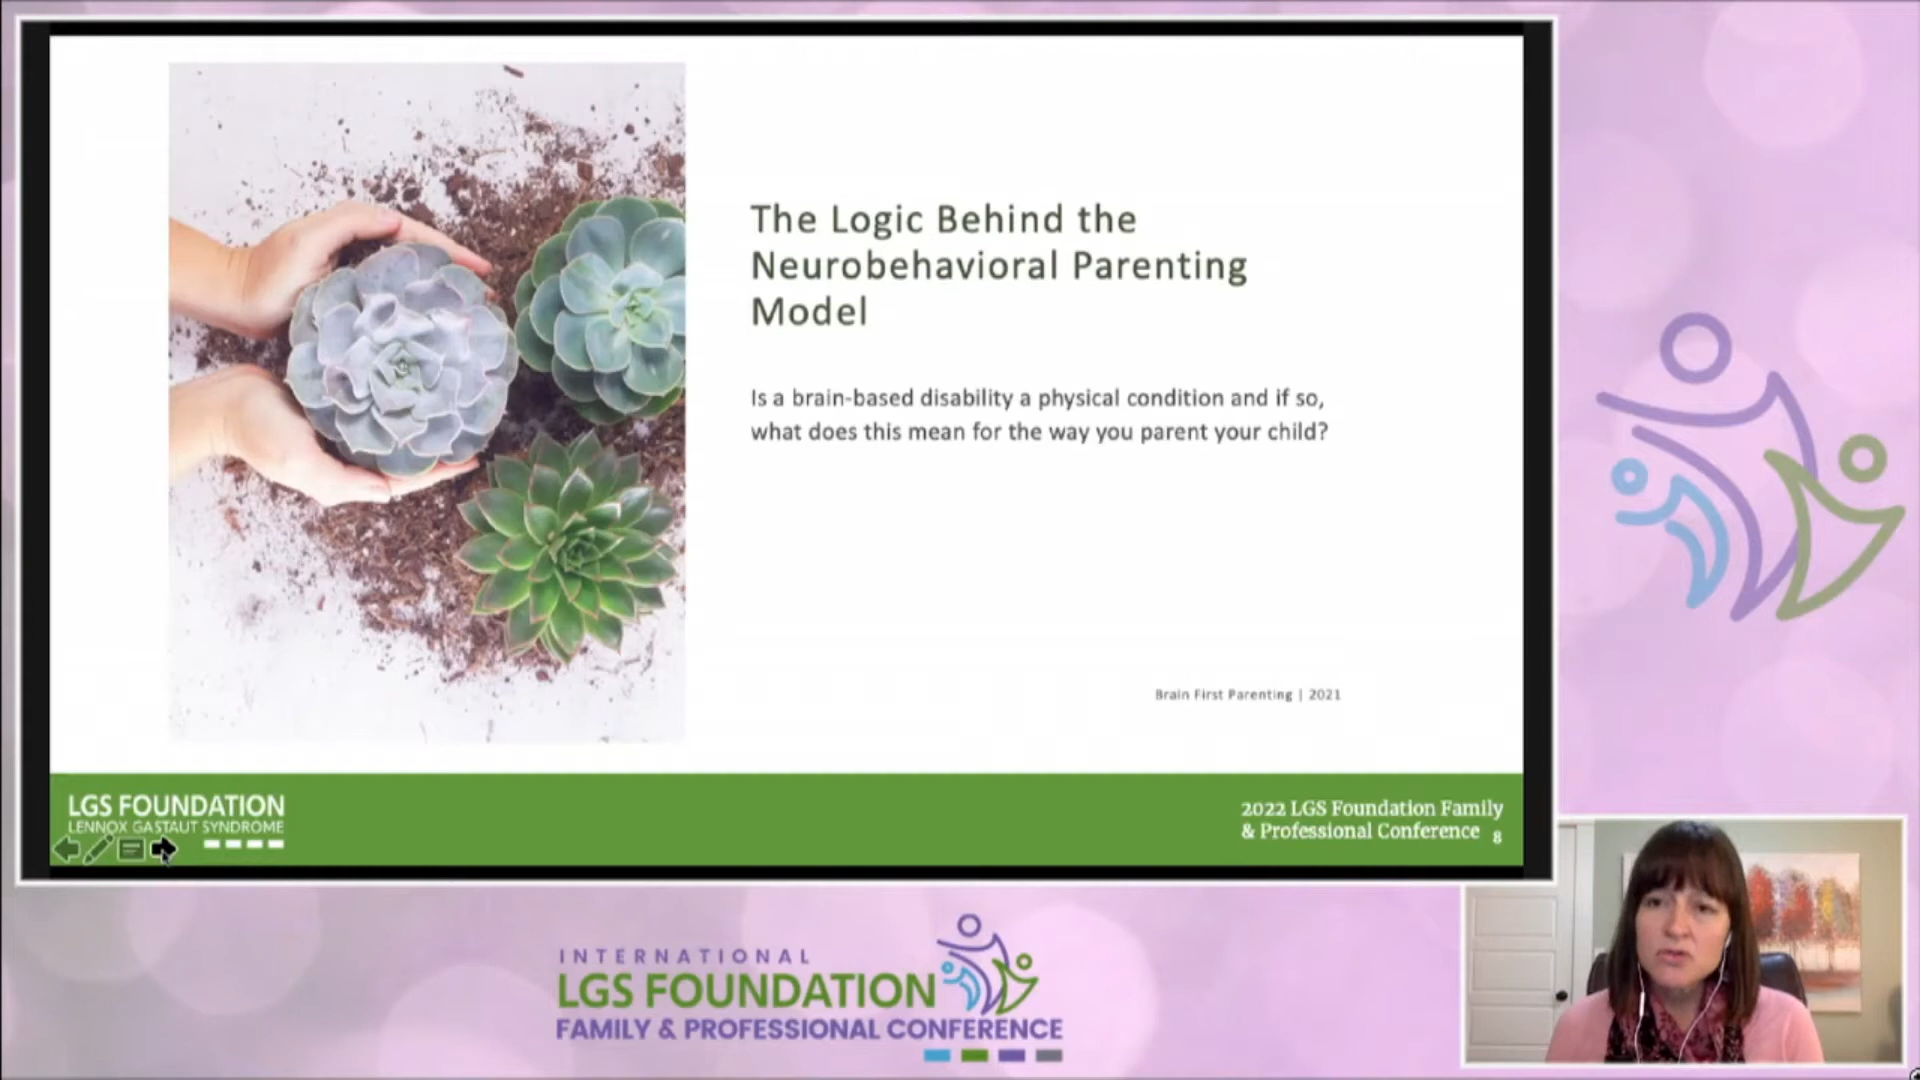 The Logic Behind the
Neurobehavioral Parenting
Model
Is a brain-based disability a physical condition and if so,
what does this mean for the way you parent your child?
Brain First Parenting | 2021
LGS FOUNDATION
LENNOX GASTAUT SYNDROME
2022 LGS Foundation Family
& Professional Conference 8
INTERNATIONAL
LGS FOUNDATION
FAMILY & PROFESSIONAL CONFERENCE